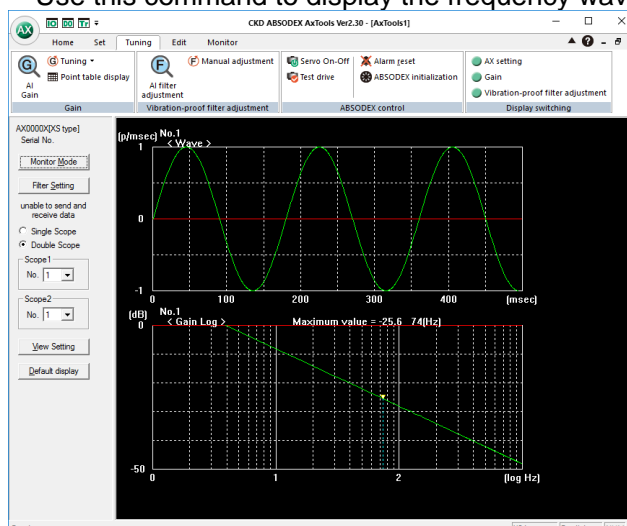 Use this command to display the frequency wav
AX IO DO Tr CKD ABSODEX AxTools Ver2.30 - [AxTools1]
Home Set Tuning Edit Monitor
AI Gain
Tuning
Point table display
Gain
AI filter adjustment
Manual adjustment
Vibration-proof filter adjustment
Servo On-Off
Test drive
Alarm reset
ABSODEX initialization
ABSODEX control
AX setting
Gain
Vibration-proof filter adjustment
Display switching
AX0000X[XS type]
Serial No.
Monitor Mode
Filter Setting
unable to send and
receive data
Single Scope
Double Scope
Scope1
No. 1
Scope2
No. 1
View Setting
Default display
[p/msec] No.1
< Wave >
1
0
-1
0 100 200 300 400 [msec]
[dB] No.1
< Gain Log > Maximum value = -25.6 74[Hz]
0
-50
0 1 2 [log Hz]